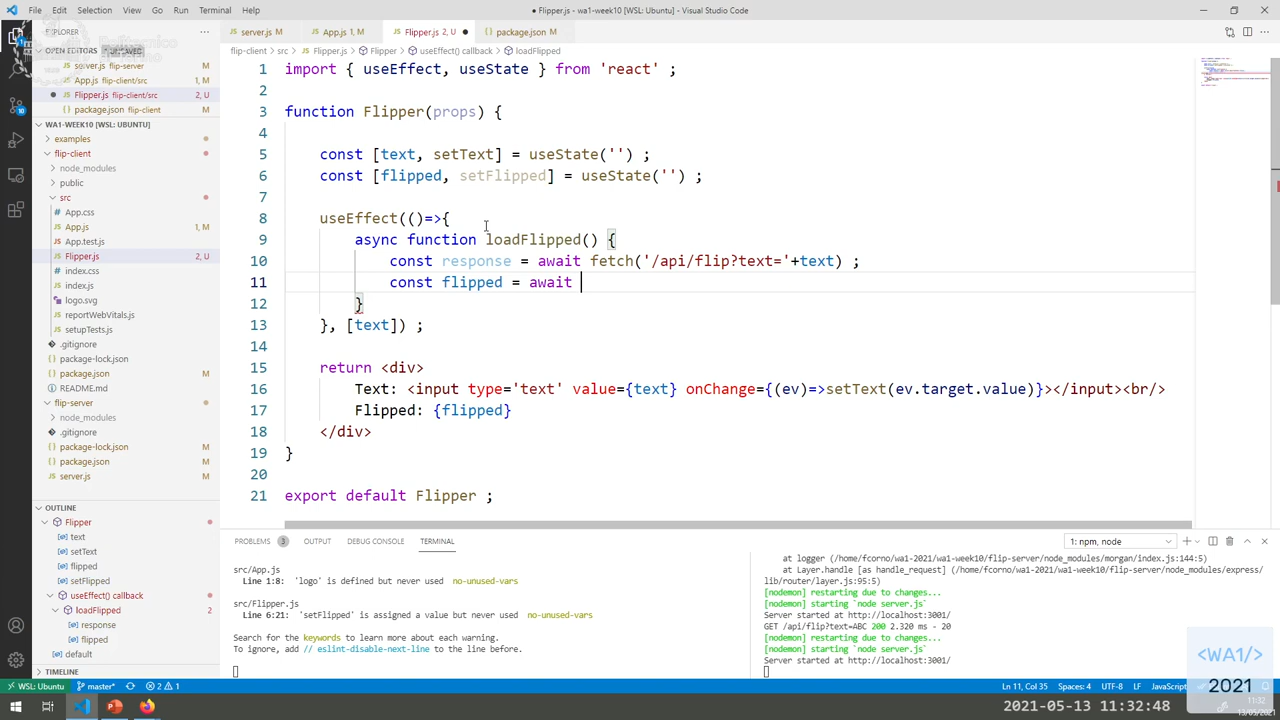 File Edit Selection View Go Run Terminal Help
● Flipper.js - wa1-week10 [WSL: Ubuntu] - Visual Studio Code
EXPLORER
server.js M
App.js 1, M
Flipper.js 2, U ●
package.json M
flip-client > src > Flipper.js > Flipper > useEffect() callback > loadFlipped
OPEN EDITORS 1 UNSAVED
server.js flip-server M
App.js flip-client/src 1, M
Flipper.js flip-client/src 2, U
package.json flip-client M
WA1-WEEK10 [WSL: UBUNTU]
examples
flip-client
node_modules
public
src
App.css
App.js 1, M
App.test.js
Flipper.js 2, U
index.css
index.js
logo.svg
reportWebVitals.js
setupTests.js
.gitignore
package-lock.json M
package.json M
README.md
flip-server
node_modules
.gitignore
package-lock.json M
package.json M
server.js M
OUTLINE
Flipper 2
text
setText
flipped
setFlipped
useEffect() callback
loadFlipped 2
response
flipped
default
TIMELINE
1 import { useEffect, useState } from 'react' ;
2
3 function Flipper(props) {
4
5 const [text, setText] = useState('') ;
6 const [flipped, setFlipped] = useState('') ;
7
8 useEffect(()=>{
9 async function loadFlipped() {
10 const response = await fetch('/api/flip?text='+text) ;
11 const flipped = await
12 }
13 }, [text]) ;
14
15 return <div>
16 Text: <input type='text' value={text} onChange={(ev)=>setText(ev.target.value)}></input><br/>
17 Flipped: {flipped}
18 </div>
19 }
20
21 export default Flipper ;
PROBLEMS 3 OUTPUT DEBUG CONSOLE TERMINAL
1: npm, node
src/App.js
Line 1:8: 'logo' is defined but never used no-unused-vars
src/Flipper.js
Line 6:21: 'setFlipped' is assigned a value but never used no-unused-vars
Search for the keywords to learn more about each warning.
To ignore, add // eslint-disable-next-line to the line before.
at logger (/home/fcorno/wa1-2021/wa1-week10/flip-server/node_modules/morgan/index.js:144:5)
at Layer.handle [as handle_request] (/home/fcorno/wa1-2021/wa1-week10/flip-server/node_modules/express/
lib/router/layer.js:95:5)
[nodemon] restarting due to changes...
[nodemon] starting `node server.js`
Server started at http://localhost:3001/
GET /api/flip?text=ABC 200 2.320 ms - 20
[nodemon] restarting due to changes...
[nodemon] starting `node server.js`
Server started at http://localhost:3001/
<WA1/>
2021
WSL: Ubuntu master* 2 1
Ln 11, Col 35 Spaces: 4 UTF-8 LF JavaScript
2021-05-13 11:32:48
11:32
13/05/2021